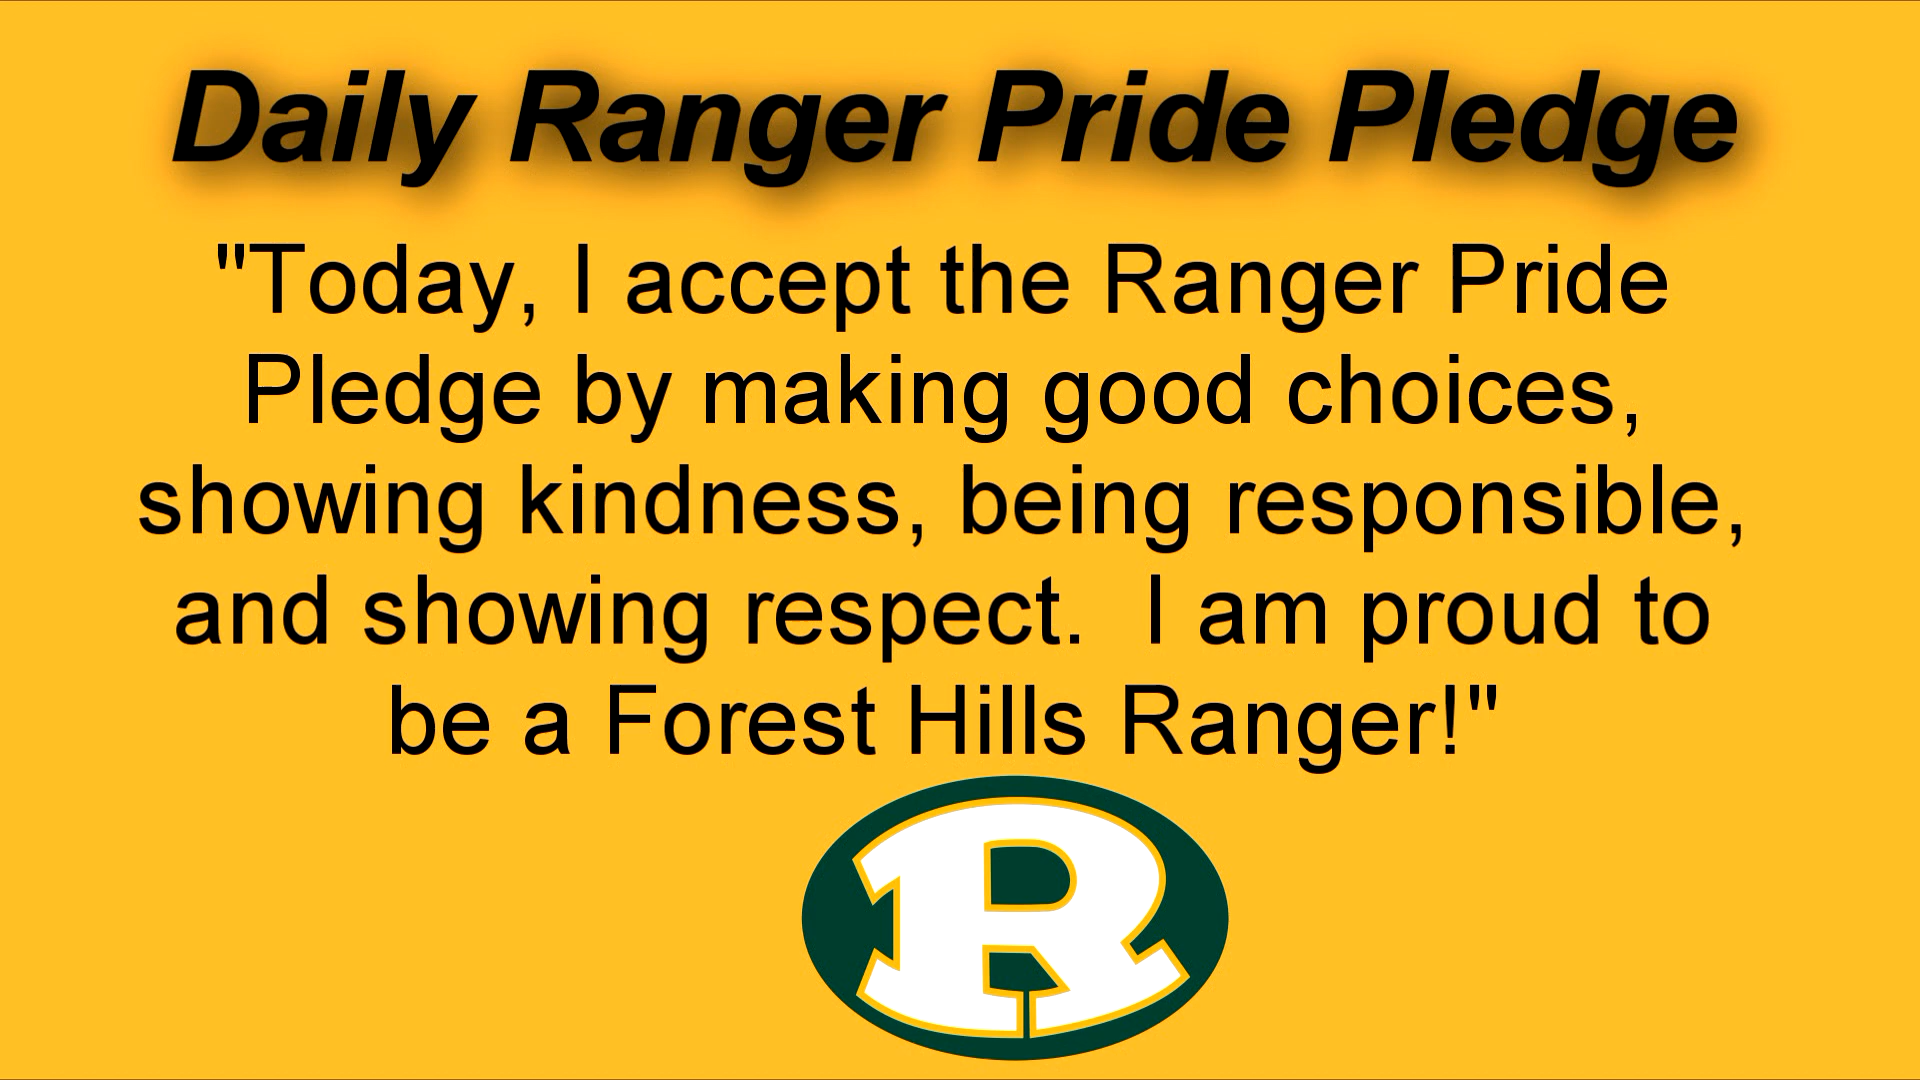 Daily Ranger Pride Pledge
"Today, I accept the Ranger Pride
Pledge by making good choices,
showing kindness, being responsible,
and showing respect.  I am proud to
be a Forest Hills Ranger!"
R